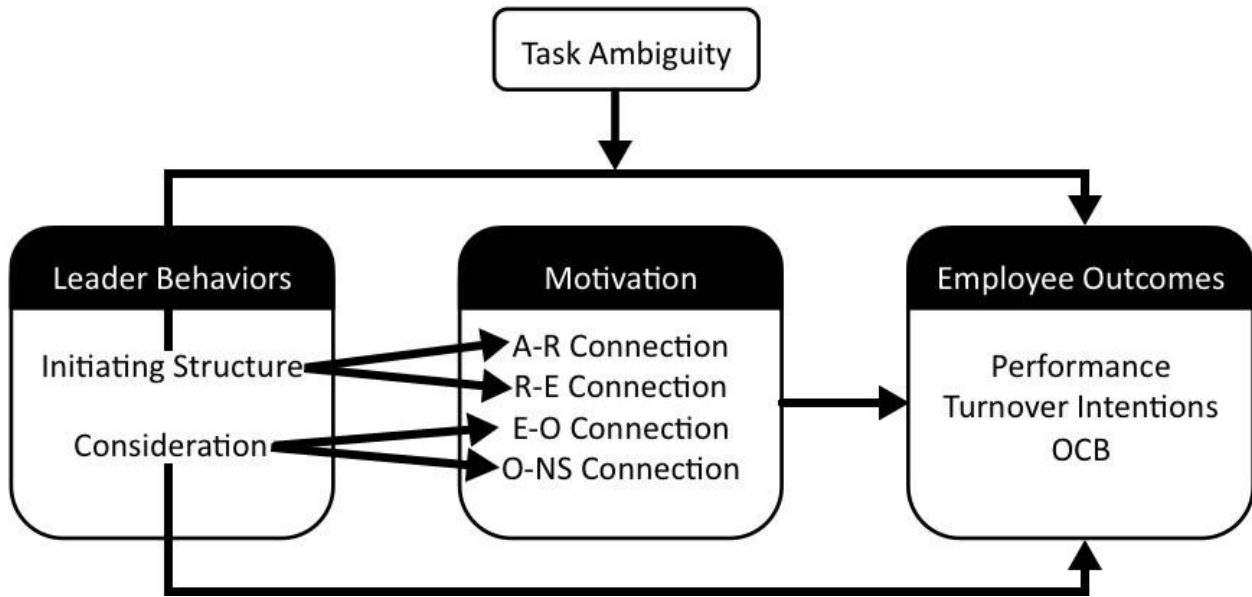 Task Ambiguity
Leader Behaviors
Initiating Structure
Consideration
Motivation
A-R Connection
R-E Connection
E-O Connection
O-NS Connection
Employee Outcomes
Performance
Turnover Intentions
OCB